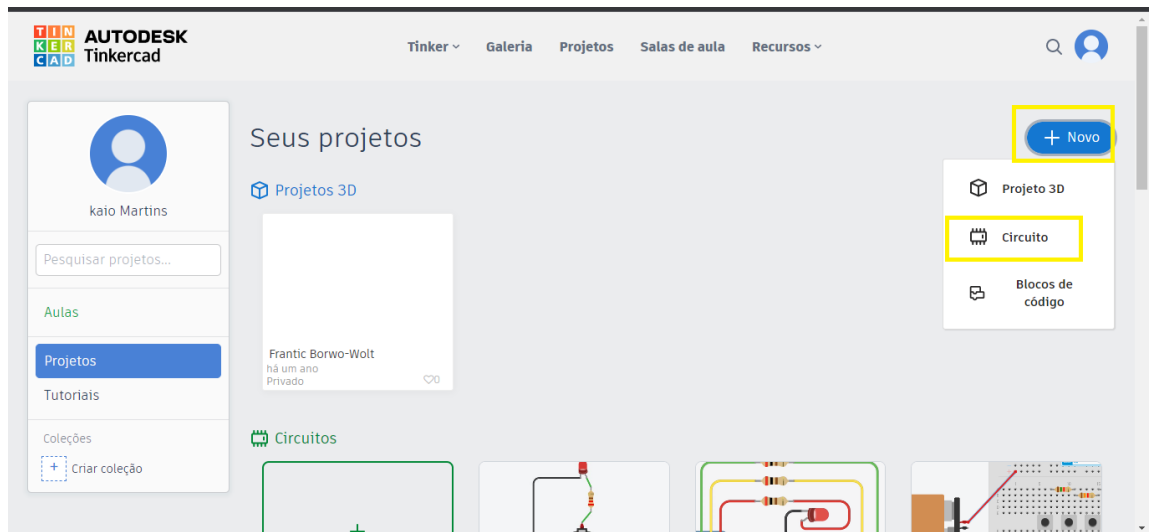 TIN
KER
CAD
AUTODESK
Tinkercad
Tinker
Galeria
Projetos
Salas de aula
Recursos
kaio Martins
Pesquisar projetos...
Aulas
Projetos
Tutoriais
Coleções
+ Criar coleção
Seus projetos
+ Novo
Projeto 3D
Circuito
Blocos de
código
Projetos 3D
Frantic Borwo-Wolt
há um ano
Privado
0
Circuitos
+